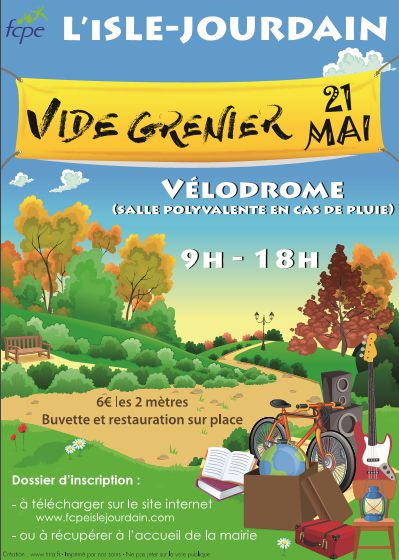 fcpe
L'ISLE-JOURDAIN
VIDE GRENIER
21
MAI
VÉLODROME
(SALLE POLYVALENTE EN CAS DE PLUIE)
9H - 18H
6€ les 2 mètres
Buvette et restauration sur place
Dossier d'inscription :
- à télécharger sur le site internet
www.fcpeislejourdain.com
- ou à récupérer à l'accueil de la mairie